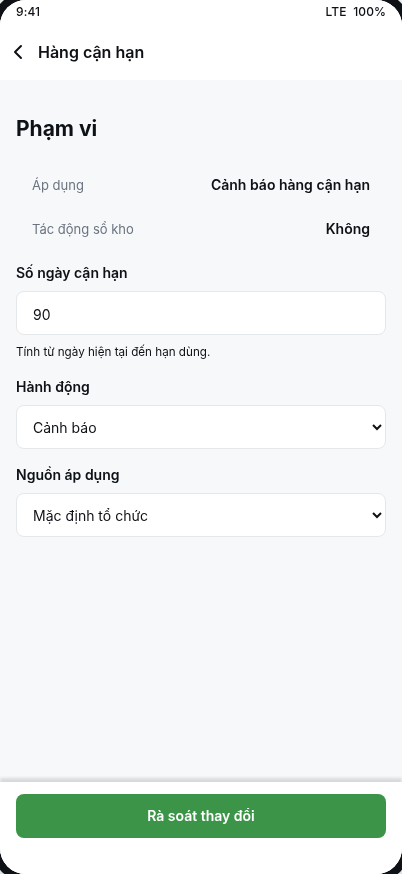 9:41 LTE 100%
Hàng cận hạn
Phạm vi
Áp dụng Cảnh báo hàng cận hạn
Tác động sổ kho Không
Số ngày cận hạn
90
Tính từ ngày hiện tại đến hạn dùng.
Hành động
Cảnh báo
Nguồn áp dụng
Mặc định tổ chức
Rà soát thay đổi